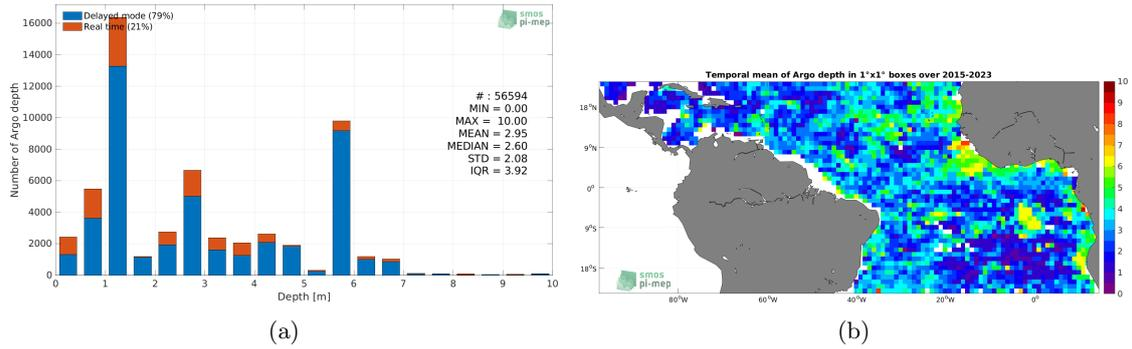 Delayed mode (79%)
Real time (21%)
smos
pi-mep
16000
14000
12000
10000
8000
6000
4000
2000
0
Number of Argo depth
# : 56594
MIN = 0.00
MAX = 10.00
MEAN = 2.95
MEDIAN = 2.60
STD = 2.08
IQR = 3.92
0 1 2 3 4 5 6 7 8 9 10
Depth [m]
(a)
Temporal mean of Argo depth in 1°x1° boxes over 2015-2023
18°N
9°N
0°
9°S
18°S
80°W 60°W 40°W 20°W 0°
smos
pi-mep
10
9
8
7
6
5
4
3
2
1
0
(b)